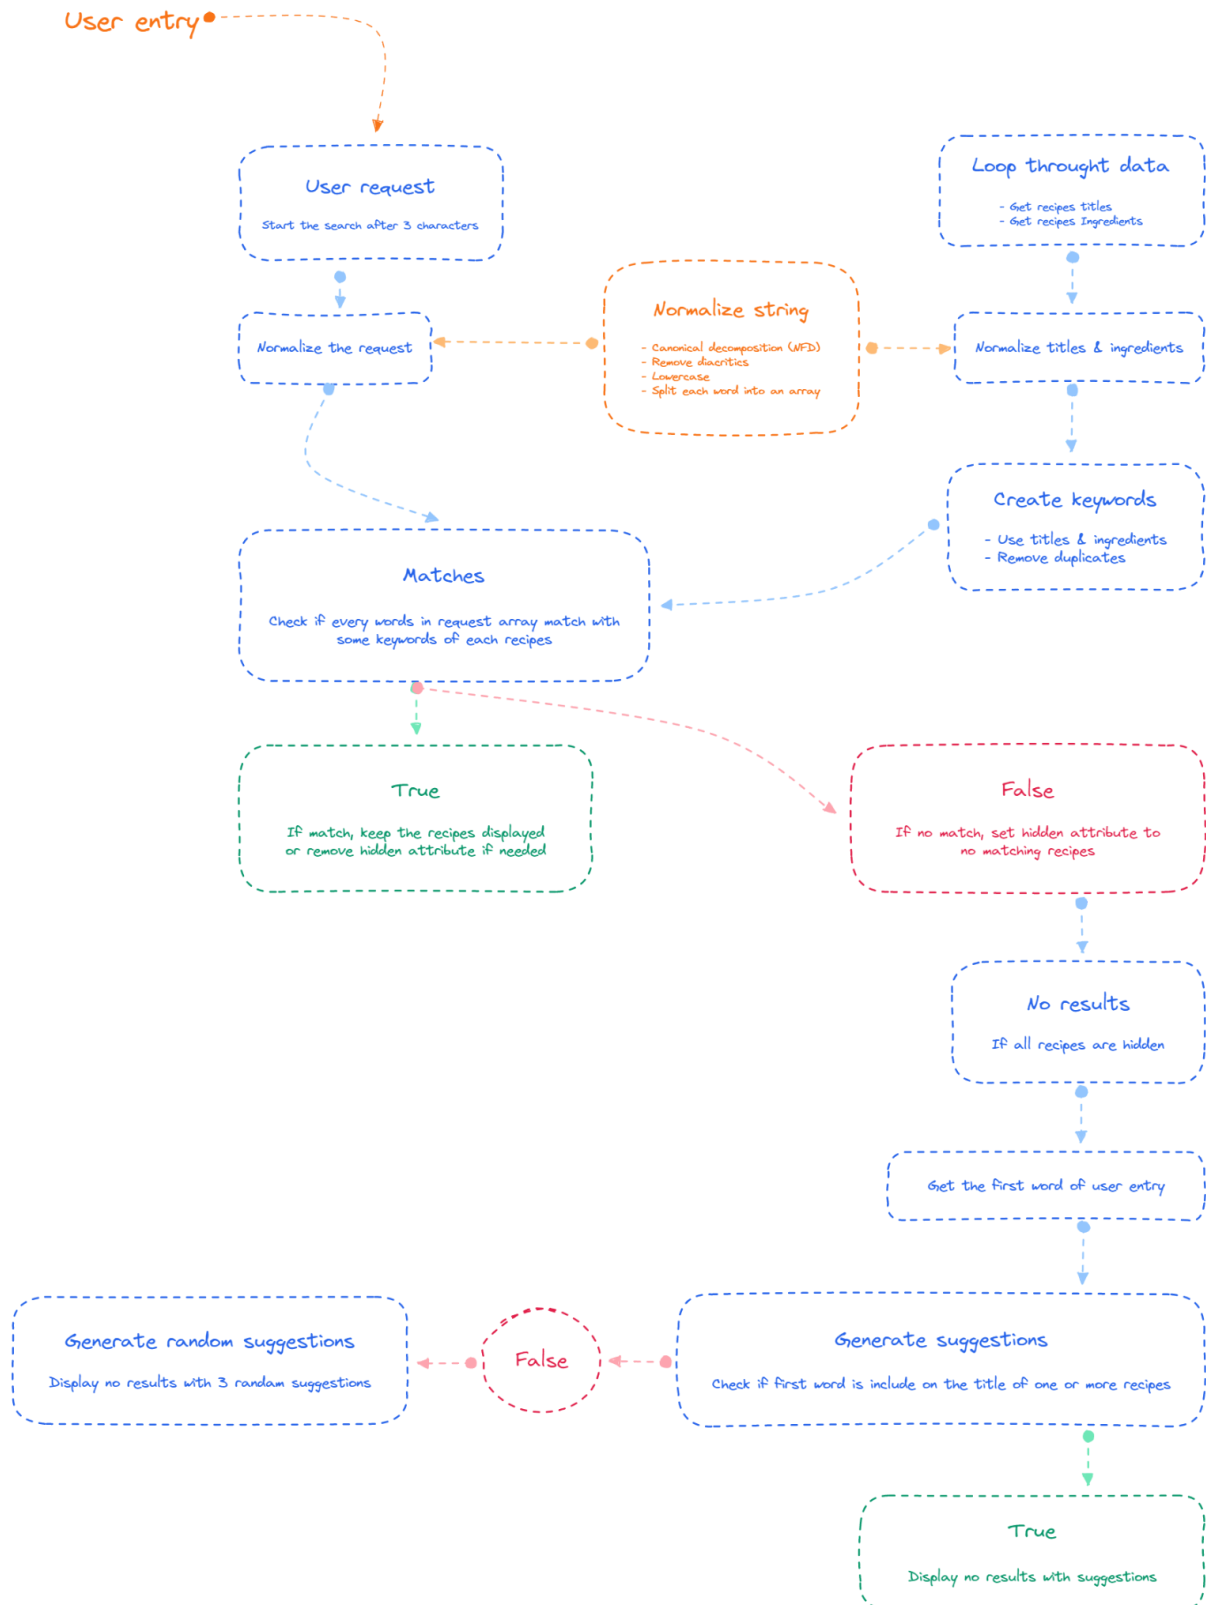 User entry
User request
Start the search after 3 characters
Loop throught data
- Get recipes titles
- Get recipes Ingredients
Normalize string
- Canonical decomposition (NFD)
- Remove diacritics
- Lowercase
- Split each word into an array
Normalize the request
Normalize titles & ingredients
Create keywords
- Use titles & ingredients
- Remove duplicates
Matches
Check if every words in request array match with
some keywords of each recipes
True
If match, keep the recipes displayed
or remove hidden attribute if needed
False
If no match, set hidden attribute to
no matching recipes
No results
If all recipes are hidden
Get the first word of user entry
Generate suggestions
Check if first word is include on the title of one or more recipes
False
Generate random suggestions
Display no results with 3 random suggestions
True
Display no results with suggestions